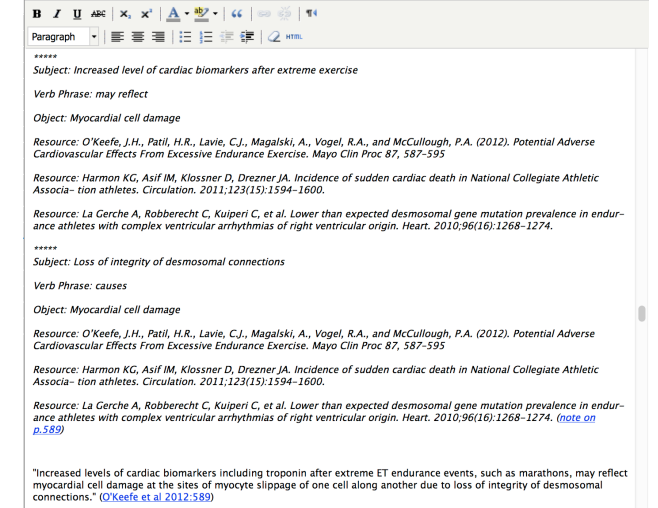 B I U ABC X₂ X² A ab
Paragraph HTML
*****
Subject: Increased level of cardiac biomarkers after extreme exercise
Verb Phrase: may reflect
Object: Myocardial cell damage
Resource: O'Keefe, J.H., Patil, H.R., Lavie, C.J., Magalski, A., Vogel, R.A., and McCullough, P.A. (2012). Potential Adverse
Cardiovascular Effects From Excessive Endurance Exercise. Mayo Clin Proc 87, 587–595
Resource: Harmon KG, Asif IM, Klossner D, Drezner JA. Incidence of sudden cardiac death in National Collegiate Athletic
Associa- tion athletes. Circulation. 2011;123(15):1594-1600.
Resource: La Gerche A, Robberecht C, Kuiperi C, et al. Lower than expected desmosomal gene mutation prevalence in endur-
ance athletes with complex ventricular arrhythmias of right ventricular origin. Heart. 2010;96(16):1268-1274.
*****
Subject: Loss of integrity of desmosomal connections
Verb Phrase: causes
Object: Myocardial cell damage
Resource: O'Keefe, J.H., Patil, H.R., Lavie, C.J., Magalski, A., Vogel, R.A., and McCullough, P.A. (2012). Potential Adverse
Cardiovascular Effects From Excessive Endurance Exercise. Mayo Clin Proc 87, 587–595
Resource: Harmon KG, Asif IM, Klossner D, Drezner JA. Incidence of sudden cardiac death in National Collegiate Athletic
Associa- tion athletes. Circulation. 2011;123(15):1594-1600.
Resource: La Gerche A, Robberecht C, Kuiperi C, et al. Lower than expected desmosomal gene mutation prevalence in endur-
ance athletes with complex ventricular arrhythmias of right ventricular origin. Heart. 2010;96(16):1268-1274. (note on
p.589)
"Increased levels of cardiac biomarkers including troponin after extreme ET endurance events, such as marathons, may reflect
myocardial cell damage at the sites of myocyte slippage of one cell along another due to loss of integrity of desmosomal
connections." (O'Keefe et al 2012:589)